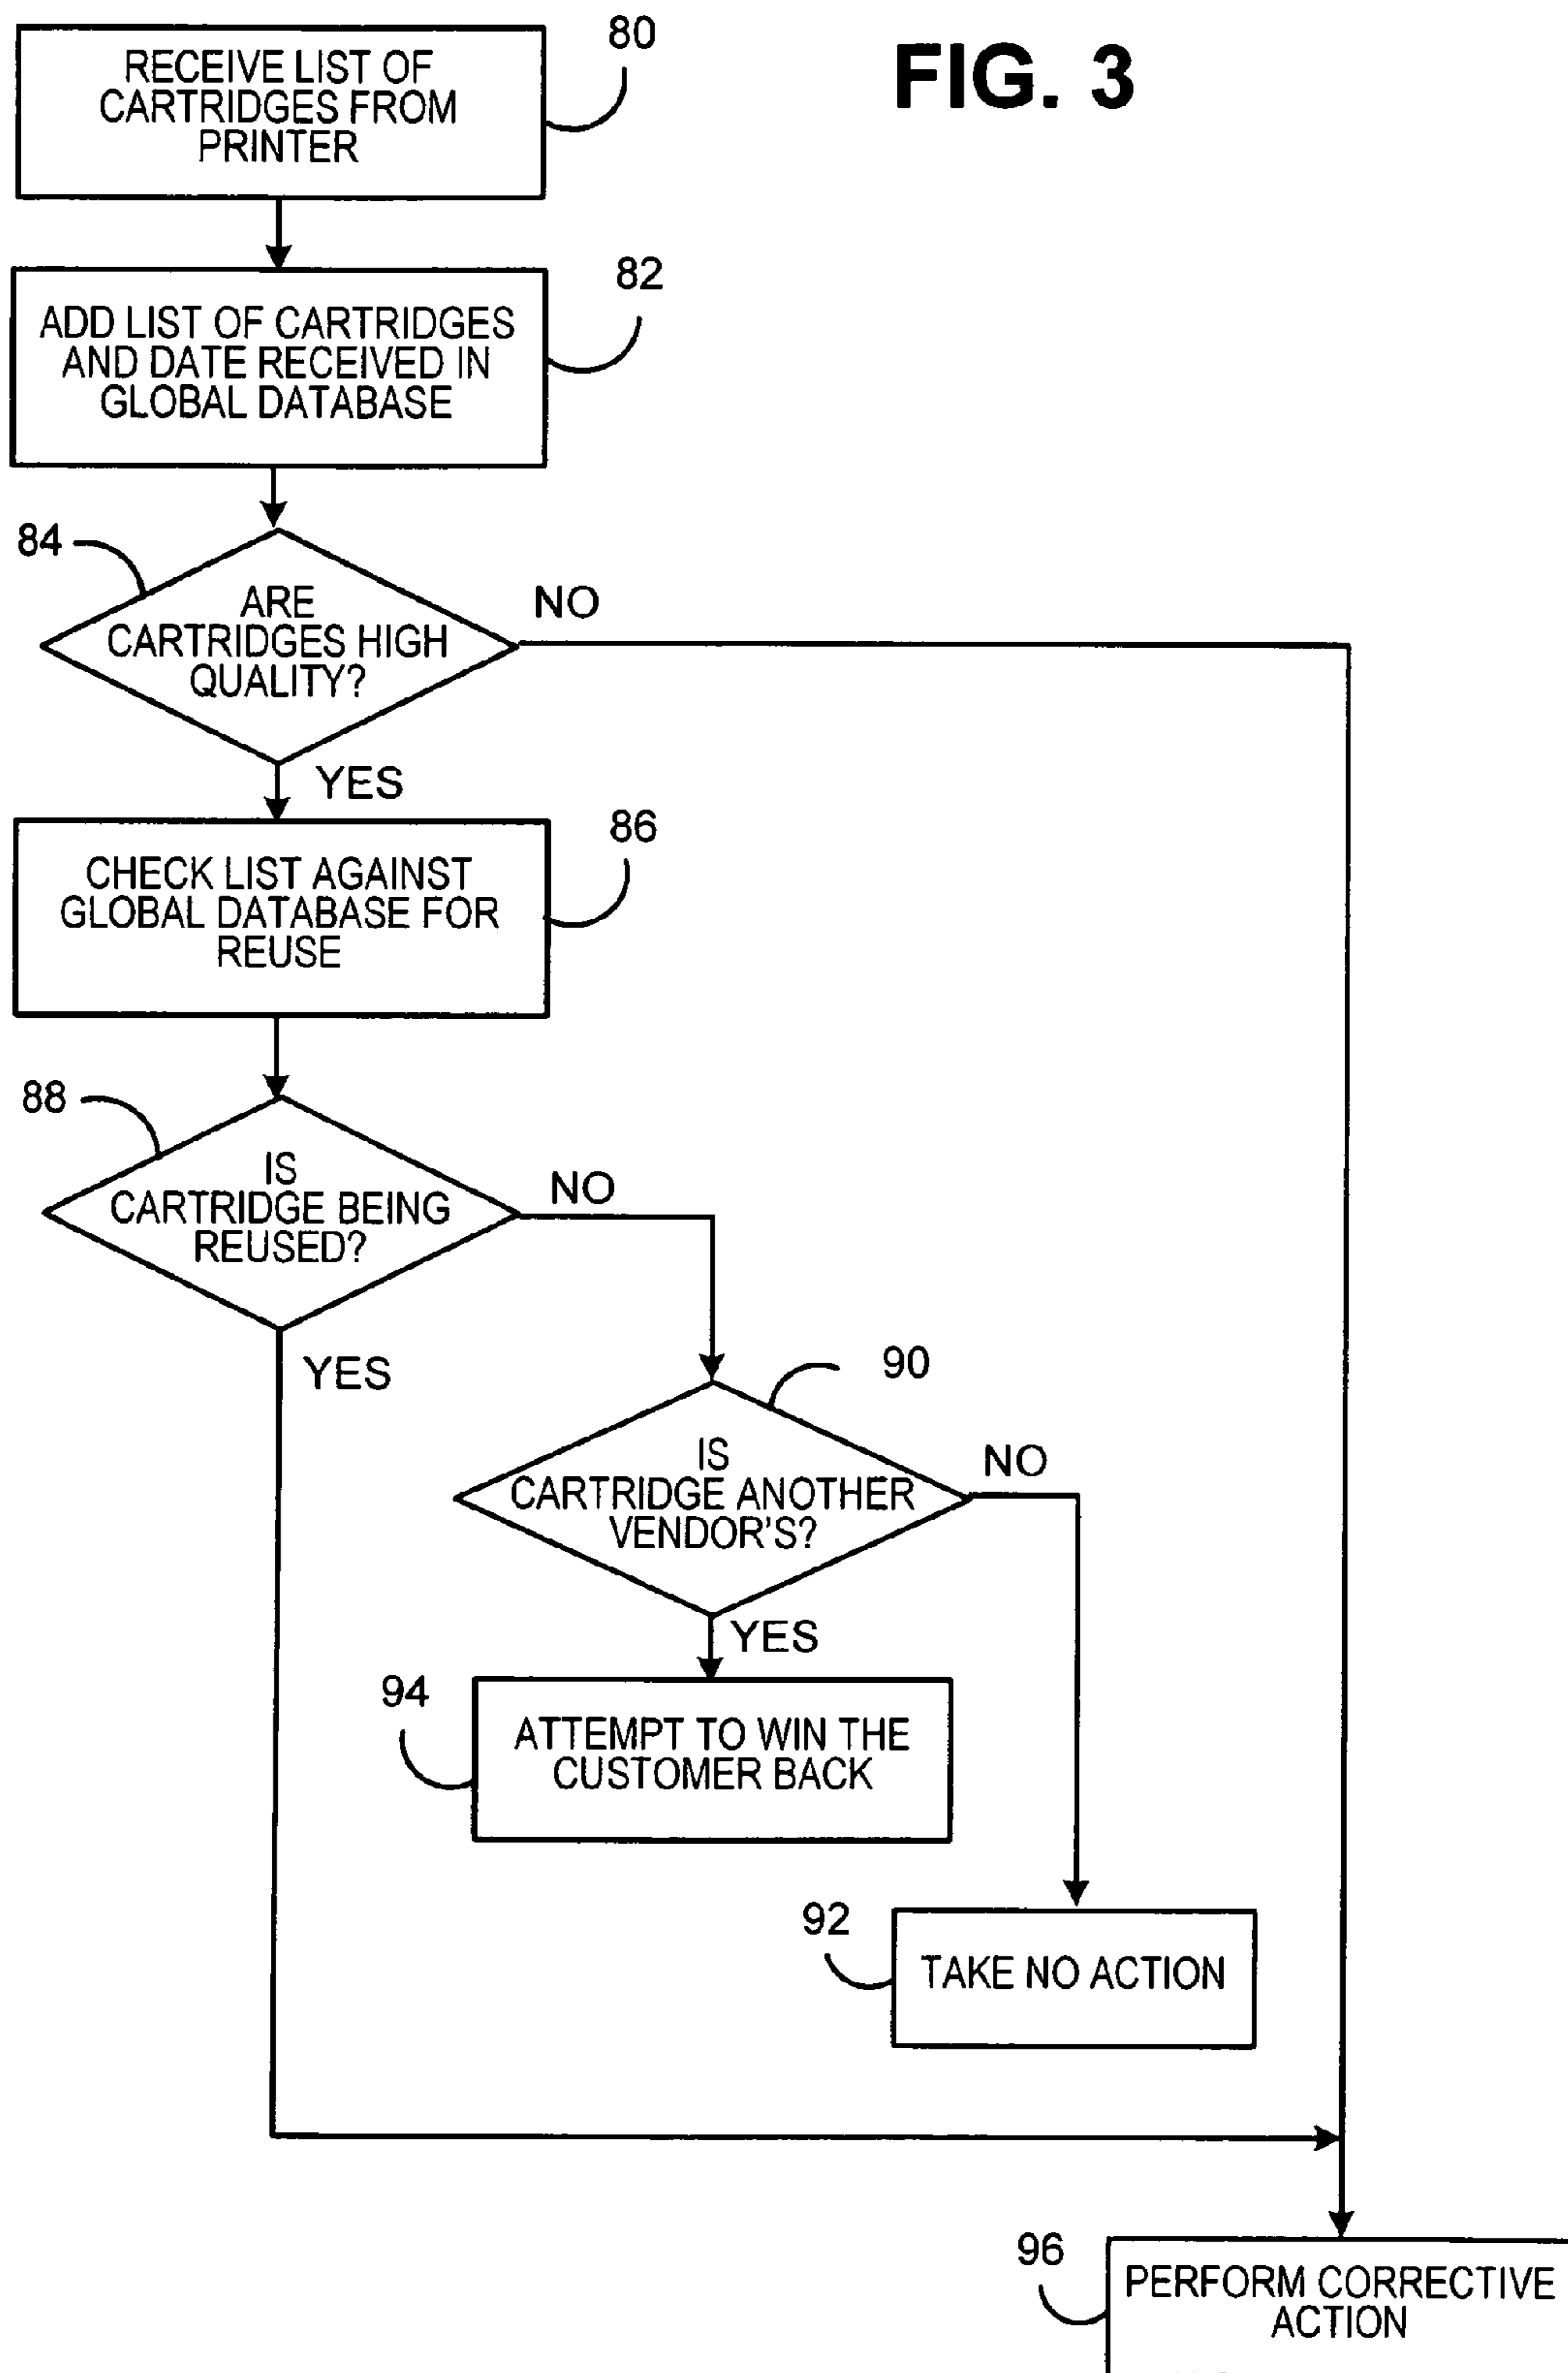 FIG. 3
80
RECEIVE LIST OF
CARTRIDGES FROM
PRINTER
82
ADD LIST OF CARTRIDGES
AND DATE RECEIVED IN
GLOBAL DATABASE
84
ARE
CARTRIDGES HIGH
QUALITY?
NO
YES
86
CHECK LIST AGAINST
GLOBAL DATABASE FOR
REUSE
88
IS
CARTRIDGE BEING
REUSED?
NO
YES
90
IS
CARTRIDGE ANOTHER
VENDOR'S?
NO
YES
94
ATTEMPT TO WIN THE
CUSTOMER BACK
92
TAKE NO ACTION
96
PERFORM CORRECTIVE
ACTION